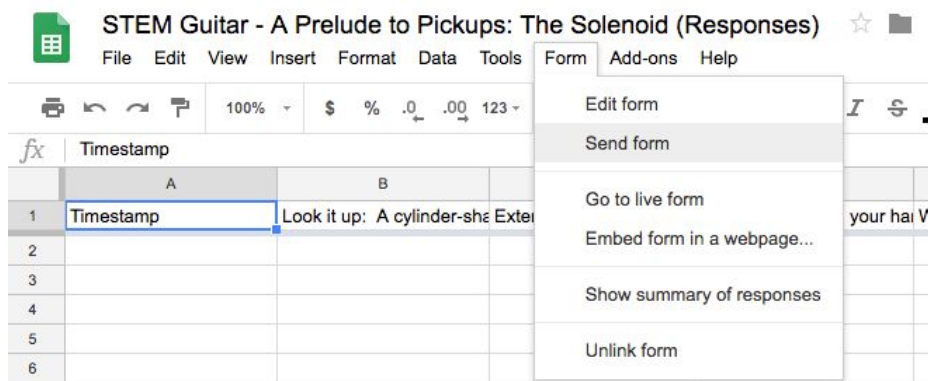 STEM Guitar - A Prelude to Pickups: The Solenoid (Responses)
File Edit View Insert Format Data Tools Form Add-ons Help
100% $ % .0 .00 123
Edit form
Send form
Go to live form
Embed form in a webpage...
Show summary of responses
Unlink form
fx Timestamp
A B
1 Timestamp Look it up: A cylinder-sha Exte your W
2
3
4
5
6